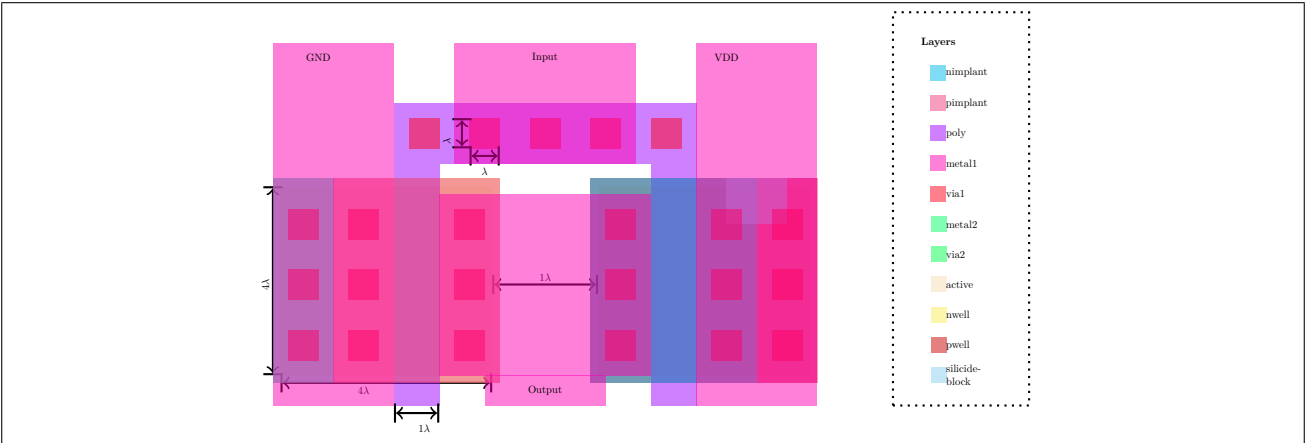 GND
Input
VDD
Layers
nimplant
pimplant
poly
metal1
via1
metal2
via2
active
nwell
pwell
silicide-
block
λ
λ
4λ
1λ
4λ
Output
1λ